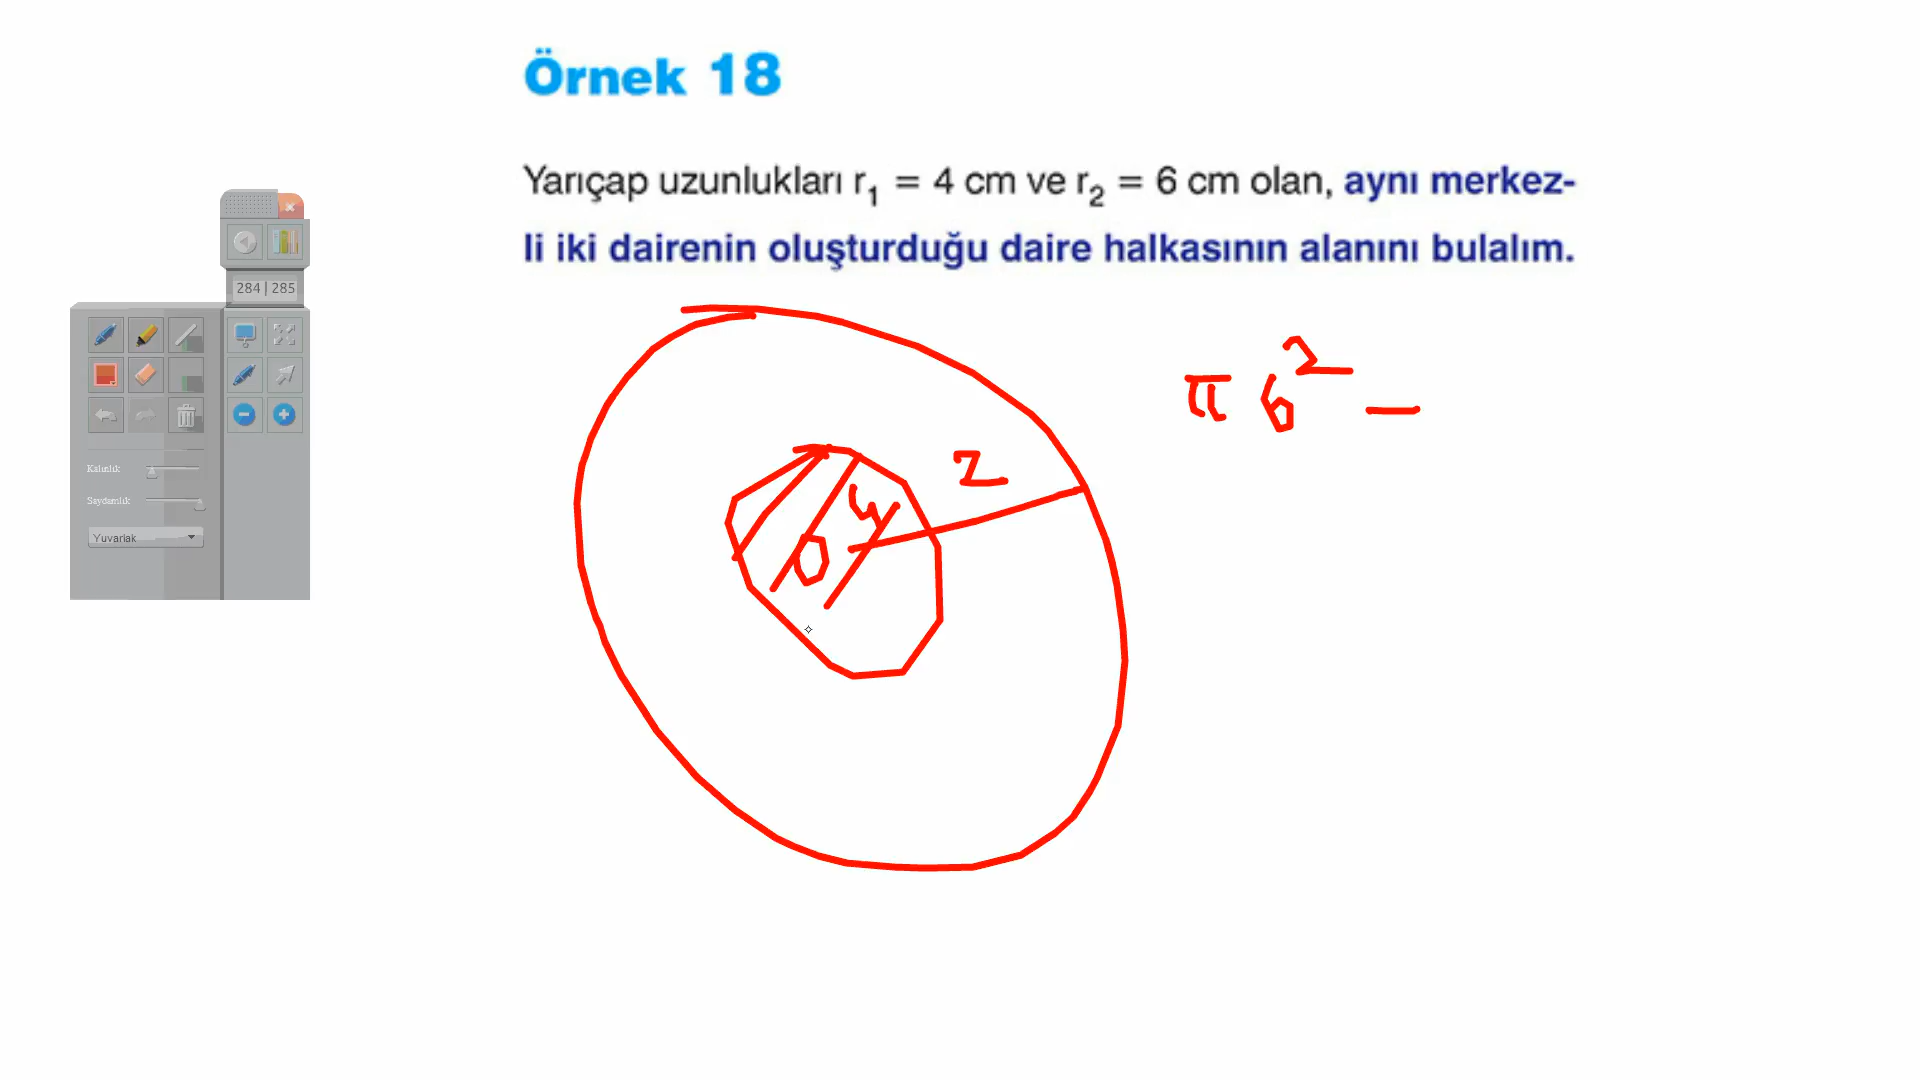 Örnek 18
Yarıçap uzunlukları r₁ = 4 cm ve r₂ = 6 cm olan, aynı merkez-
li iki dairenin oluşturduğu daire halkasının alanını bulalım.
284 | 285
π 6² −
2
4
O
Kalınlık:
Saydamlık:
Yuvarlak